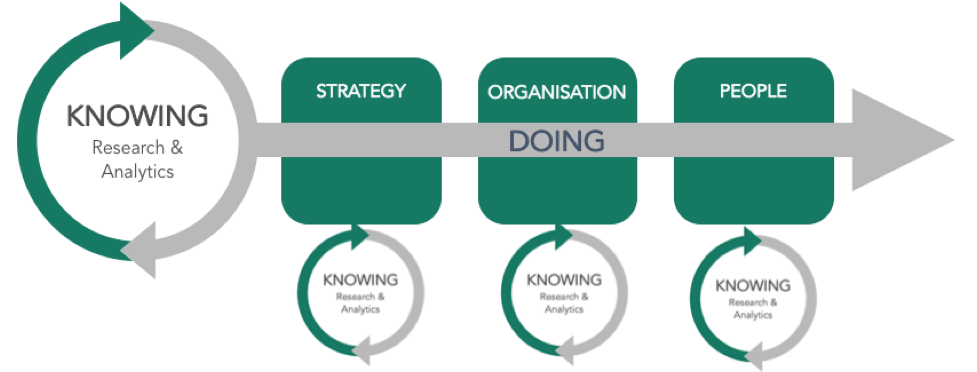 KNOWING
Research &
Analytics
STRATEGY
ORGANISATION
PEOPLE
DOING
KNOWING
Research &
Analytics
KNOWING
Research &
Analytics
KNOWING
Research &
Analytics